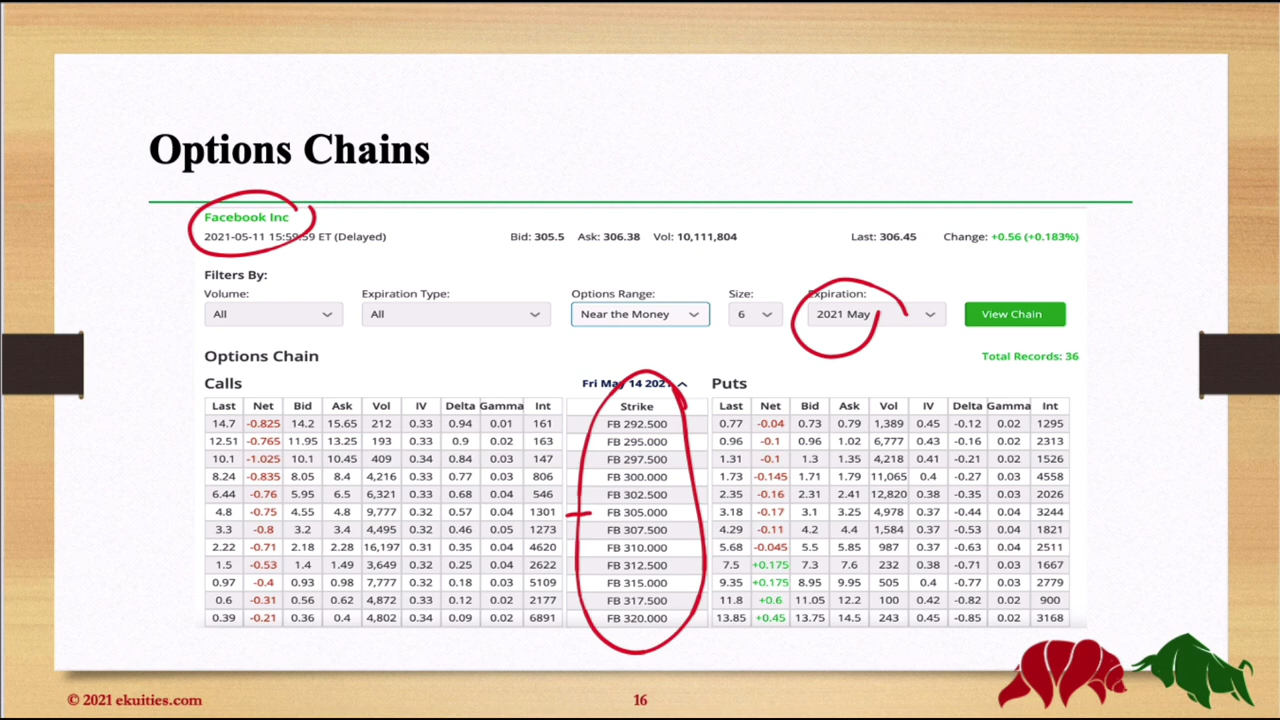 Options Chains
Facebook Inc
2021-05-11 15:59:59 ET (Delayed) Bid: 305.5 Ask: 306.38 Vol: 10,111,804 Last: 306.45 Change: +0.56 (+0.183%)
Filters By:
Volume: Expiration Type: Options Range: Size: Expiration:
All All Near the Money 6 2021 May View Chain
Options Chain Total Records: 36
Calls Fri May 14 2021 Puts
Last Net Bid Ask Vol IV Delta Gamma Int Strike Last Net Bid Ask Vol IV Delta Gamma Int
14.7 -0.825 14.2 15.65 212 0.33 0.94 0.01 161 FB 292.500 0.77 -0.04 0.73 0.79 1,389 0.45 -0.12 0.02 1295
12.51 -0.765 11.95 13.25 193 0.33 0.9 0.02 163 FB 295.000 0.96 -0.1 0.96 1.02 6,777 0.43 -0.16 0.02 2313
10.1 -1.025 10.1 10.45 409 0.34 0.84 0.03 147 FB 297.500 1.31 -0.1 1.3 1.35 4,218 0.41 -0.21 0.02 1526
8.24 -0.835 8.05 8.4 4,216 0.33 0.77 0.03 806 FB 300.000 1.73 -0.145 1.71 1.79 11,065 0.4 -0.27 0.03 4558
6.44 -0.76 5.95 6.5 6,321 0.33 0.68 0.04 546 FB 302.500 2.35 -0.16 2.31 2.41 12,820 0.38 -0.35 0.03 2026
4.8 -0.75 4.55 4.8 9,777 0.32 0.57 0.04 1301 FB 305.000 3.18 -0.17 3.1 3.25 4,978 0.37 -0.44 0.04 3244
3.3 -0.8 3.2 3.4 4,495 0.32 0.46 0.05 1273 FB 307.500 4.29 -0.11 4.2 4.4 1,584 0.37 -0.53 0.04 1821
2.22 -0.71 2.18 2.28 16,197 0.31 0.35 0.04 4620 FB 310.000 5.68 -0.045 5.5 5.85 987 0.37 -0.63 0.04 2511
1.5 -0.53 1.4 1.49 3,649 0.32 0.25 0.04 2622 FB 312.500 7.5 +0.175 7.3 7.6 232 0.38 -0.71 0.03 1667
0.97 -0.4 0.93 0.98 7,777 0.32 0.18 0.03 5109 FB 315.000 9.35 +0.175 8.95 9.95 505 0.4 -0.77 0.03 2779
0.6 -0.31 0.56 0.62 4,872 0.33 0.12 0.02 2177 FB 317.500 11.8 +0.6 11.05 12.2 100 0.42 -0.82 0.02 900
0.39 -0.21 0.36 0.4 4,802 0.34 0.09 0.02 6891 FB 320.000 13.85 +0.45 13.75 14.5 243 0.45 -0.85 0.02 3168
© 2021 ekuities.com 16